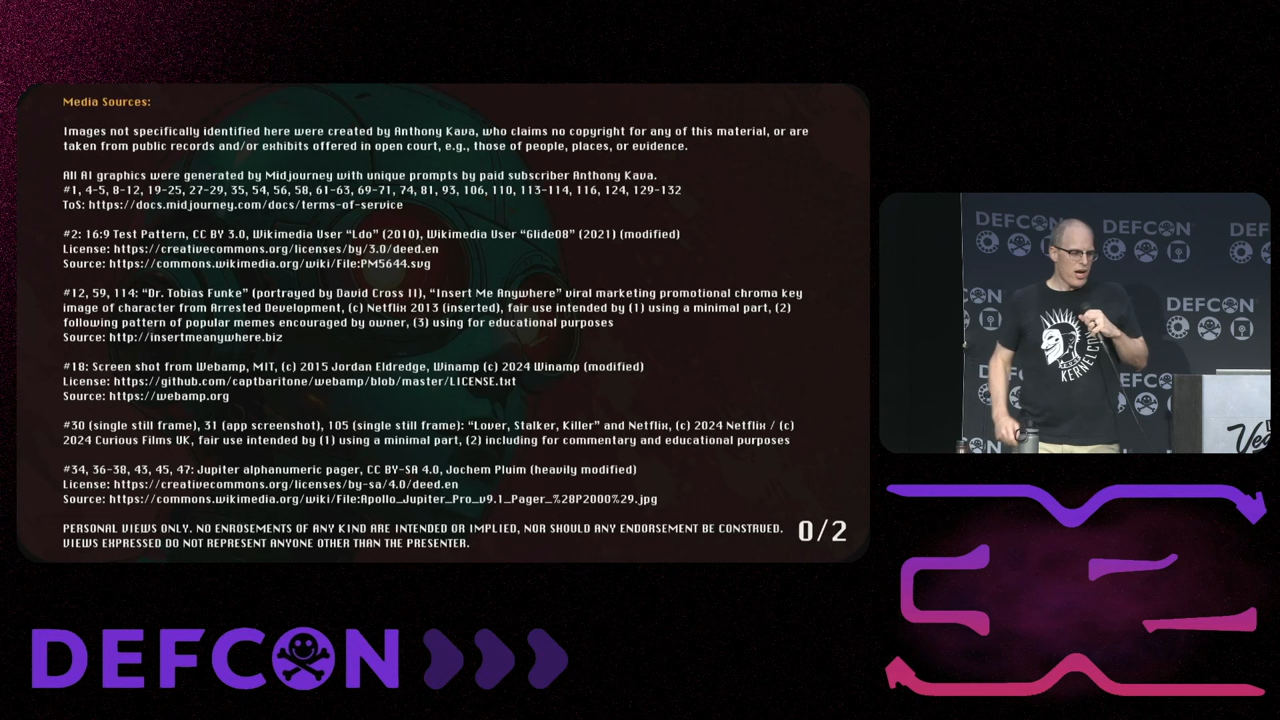 Media Sources:
Images not specifically identified here were created by Anthony Kava, who claims no copyright for any of this material, or are
taken from public records and/or exhibits offered in open court, e.g., those of people, places, or evidence.
All AI graphics were generated by Midjourney with unique prompts by paid subscriber Anthony Kava.
#1, 4-5, 8-12, 19-25, 27-29, 35, 54, 56, 58, 61-63, 69-71, 74, 81, 93, 106, 110, 113-114, 116, 124, 129-132
ToS: https://docs.midjourney.com/docs/terms-of-service
#2: 16:9 Test Pattern, CC BY 3.0, Wikimedia User “Ldo” (2010), Wikimedia User “Glide08” (2021) (modified)
License: https://creativecommons.org/licenses/by/3.0/deed.en
Source: https://commons.wikimedia.org/wiki/File:PM5644.svg
#12, 59, 114: “Dr. Tobias Funke” (portrayed by David Cross II), “Insert Me Anywhere” viral marketing promotional chroma key
image of character from Arrested Development, (c) Netflix 2013 (inserted), fair use intended by (1) using a minimal part, (2)
following pattern of popular memes encouraged by owner, (3) using for educational purposes
Source: http://insertmeanywhere.biz
#18: Screen shot from Webamp, MIT, (c) 2015 Jordan Eldredge, Winamp (c) 2024 Winamp (modified)
License: https://github.com/captbaritone/webamp/blob/master/LICENSE.txt
Source: https://webamp.org
#30 (single still frame), 31 (app screenshot), 105 (single still frame): “Lover, Stalker, Killer” and Netflix, (c) 2024 Netflix / (c)
2024 Curious Films UK, fair use intended by (1) using a minimal part, (2) including for commentary and educational purposes
#34, 36-38, 43, 45, 47: Jupiter alphanumeric pager, CC BY-SA 4.0, Jochem Pluim (heavily modified)
License: https://creativecommons.org/licenses/by-sa/4.0/deed.en
Source: https://commons.wikimedia.org/wiki/File:Apollo_Jupiter_Pro_v9.1_Pager_%28P2000%29.jpg
PERSONAL VIEWS ONLY. NO ENROSEMENTS OF ANY KIND ARE INTENDED OR IMPLIED, NOR SHOULD ANY ENDORSEMENT BE CONSTRUED.
VIEWS EXPRESSED DO NOT REPRESENT ANYONE OTHER THAN THE PRESENTER.
0/2
DEFCON DEFCON DEF
CON DEFCON
EFCON
KERNELCON
DEFCON